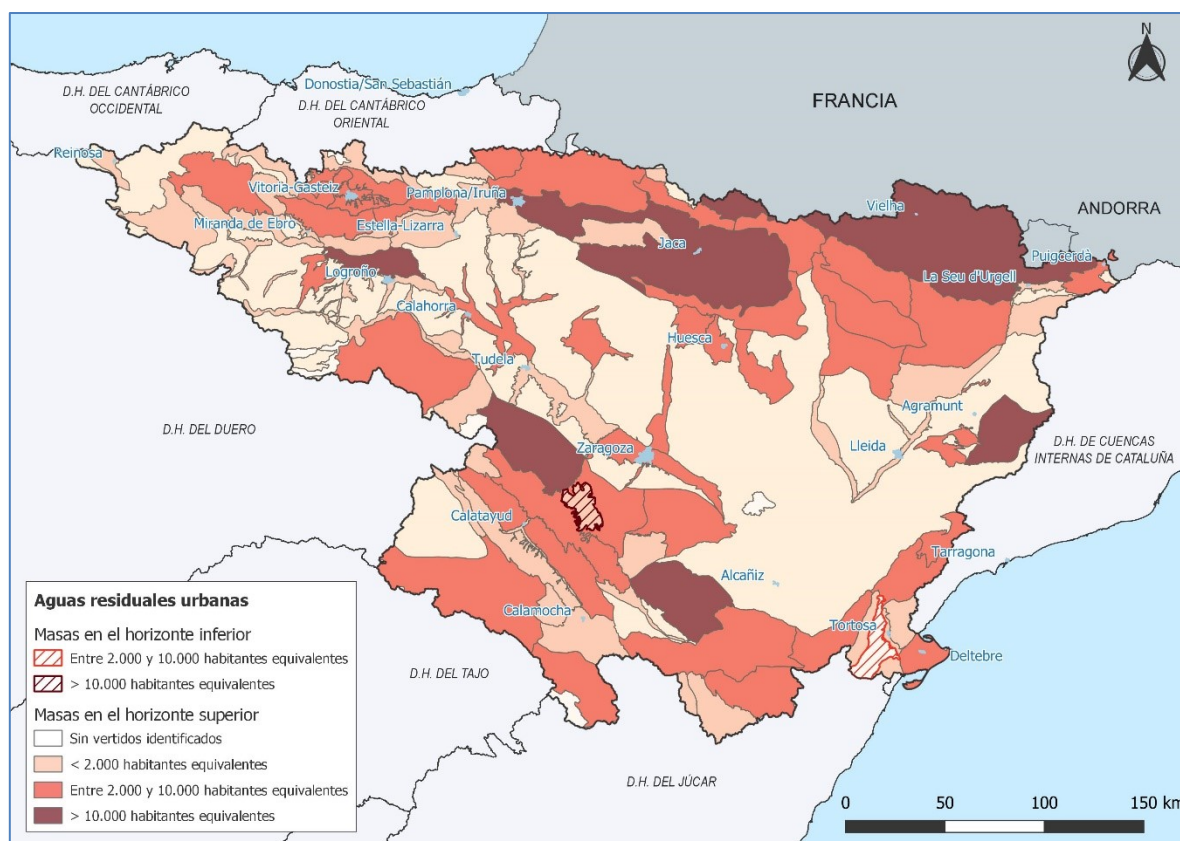 N
Donostia/San Sebastián
D.H. DEL CANTÁBRICO
OCCIDENTAL
D.H. DEL CANTÁBRICO
ORIENTAL
FRANCIA
Reinosa
Vitoria-Gasteiz
Pamplona/Iruña
Vielha
ANDORRA
Miranda de Ebro
Estella-Lizarra
Jaca
Puigcerdà
La Seu d'Urgell
Logroño
Calahorra
Huesca
Tudela
Agramunt
D.H. DEL DUERO
Zaragoza
Lleida
D.H. DE CUENCAS
INTERNAS DE CATALUÑA
Calatayud
Tarragona
Alcañiz
Calamocha
Tortosa
Deltebre
D.H. DEL TAJO
D.H. DEL JÚCAR
Aguas residuales urbanas
Masas en el horizonte inferior
Entre 2.000 y 10.000 habitantes equivalentes
> 10.000 habitantes equivalentes
Masas en el horizonte superior
Sin vertidos identificados
< 2.000 habitantes equivalentes
Entre 2.000 y 10.000 habitantes equivalentes
> 10.000 habitantes equivalentes
0 50 100 150 km